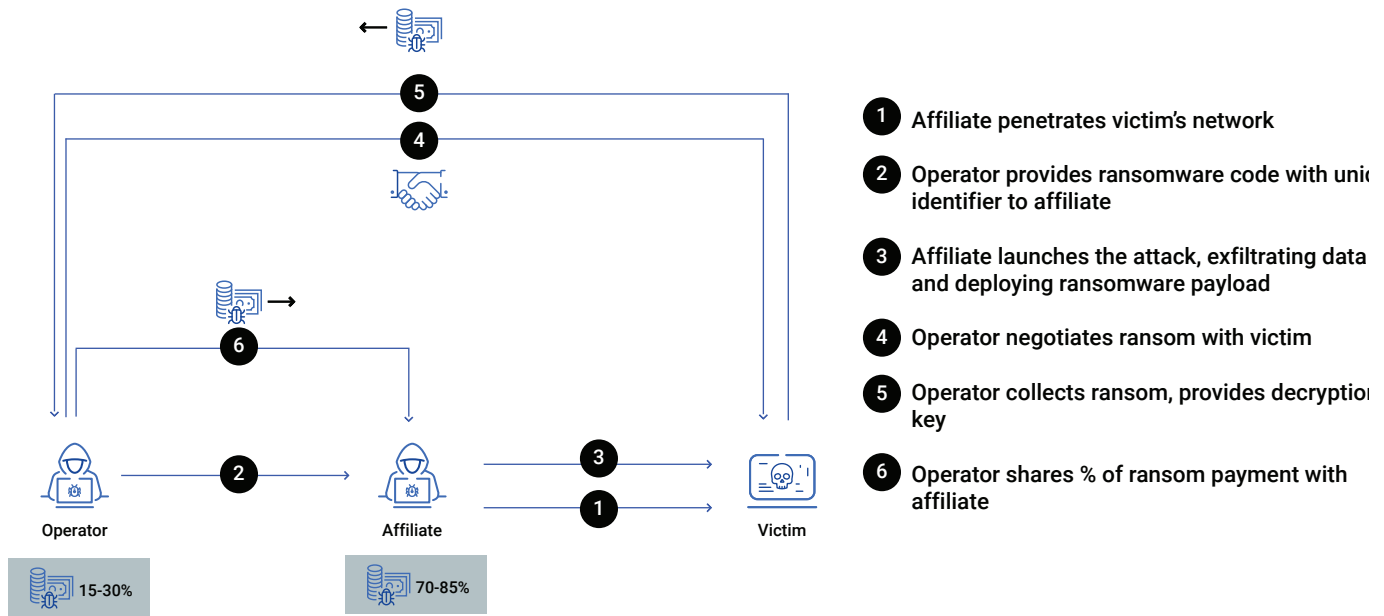 5
4
6
2
3
1
Operator
Affiliate
Victim
15-30%
70-85%
1 Affiliate penetrates victim's network
2 Operator provides ransomware code with
identifier to affiliate
3 Affiliate launches the attack, exfiltrating data
and deploying ransomware payload
4 Operator negotiates ransom with victim
5 Operator collects ransom, provides
key
6 Operator shares % of ransom payment with
affiliate